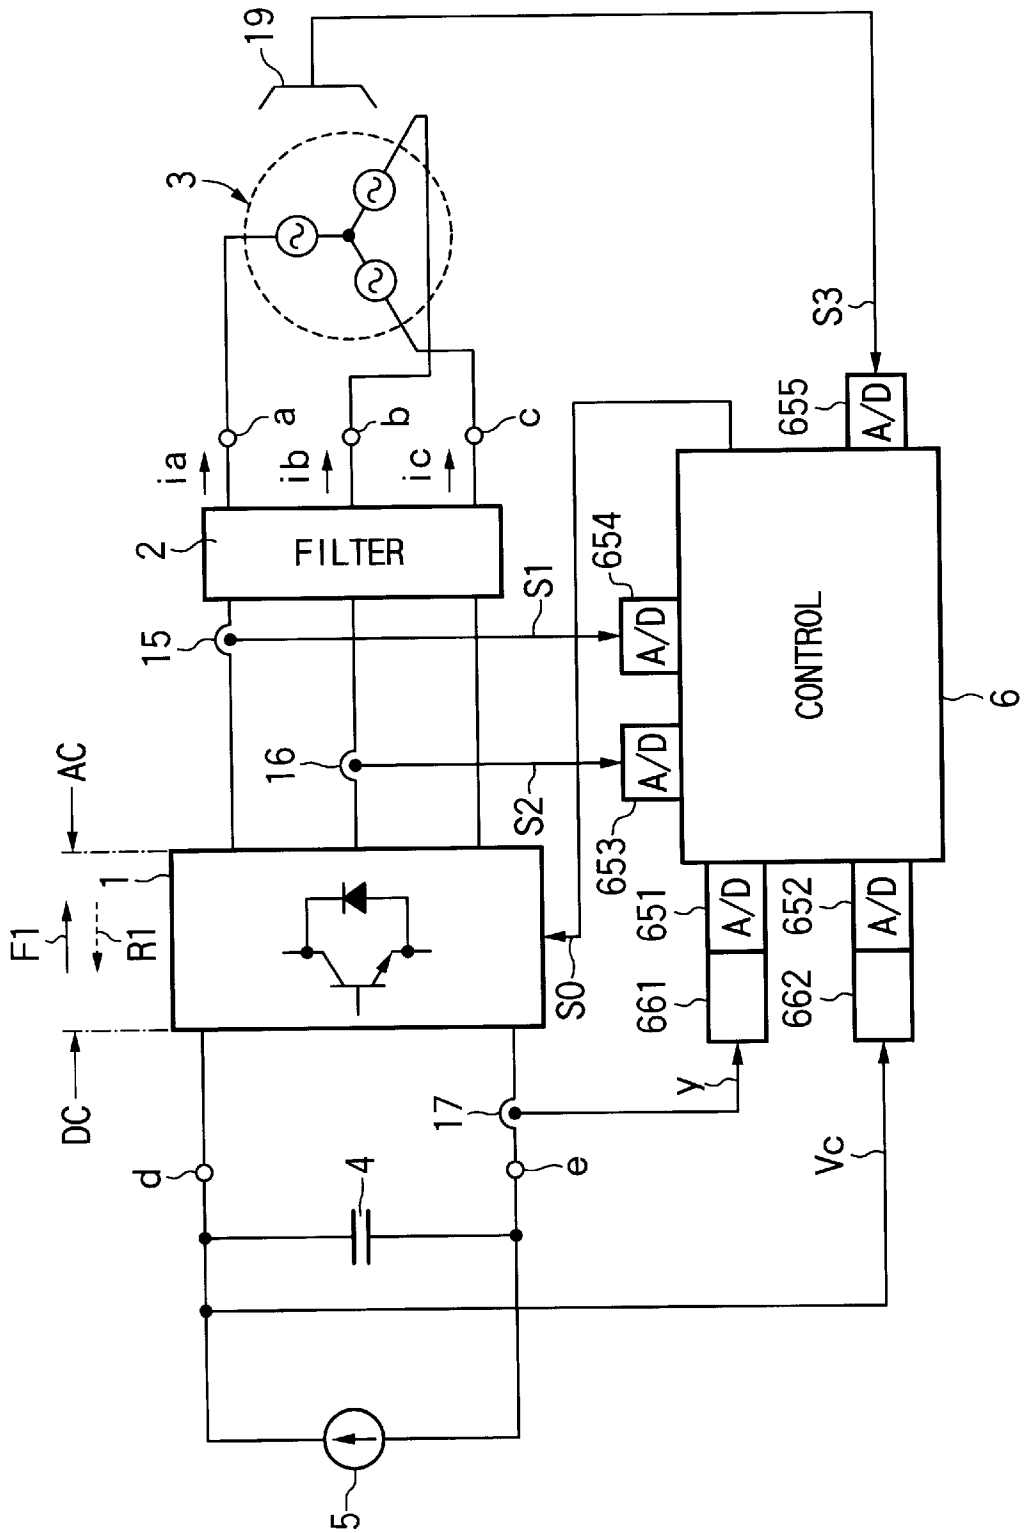 F1
R1
DC
AC
1
15
2
ia
a
3
19
d
16
FILTER
ib
b
4
ic
c
17
e
5
S0
S2
S1
y
661
651
A/D
653
A/D
654
A/D
S3
655
A/D
CONTROL
Vc
662
652
A/D
6